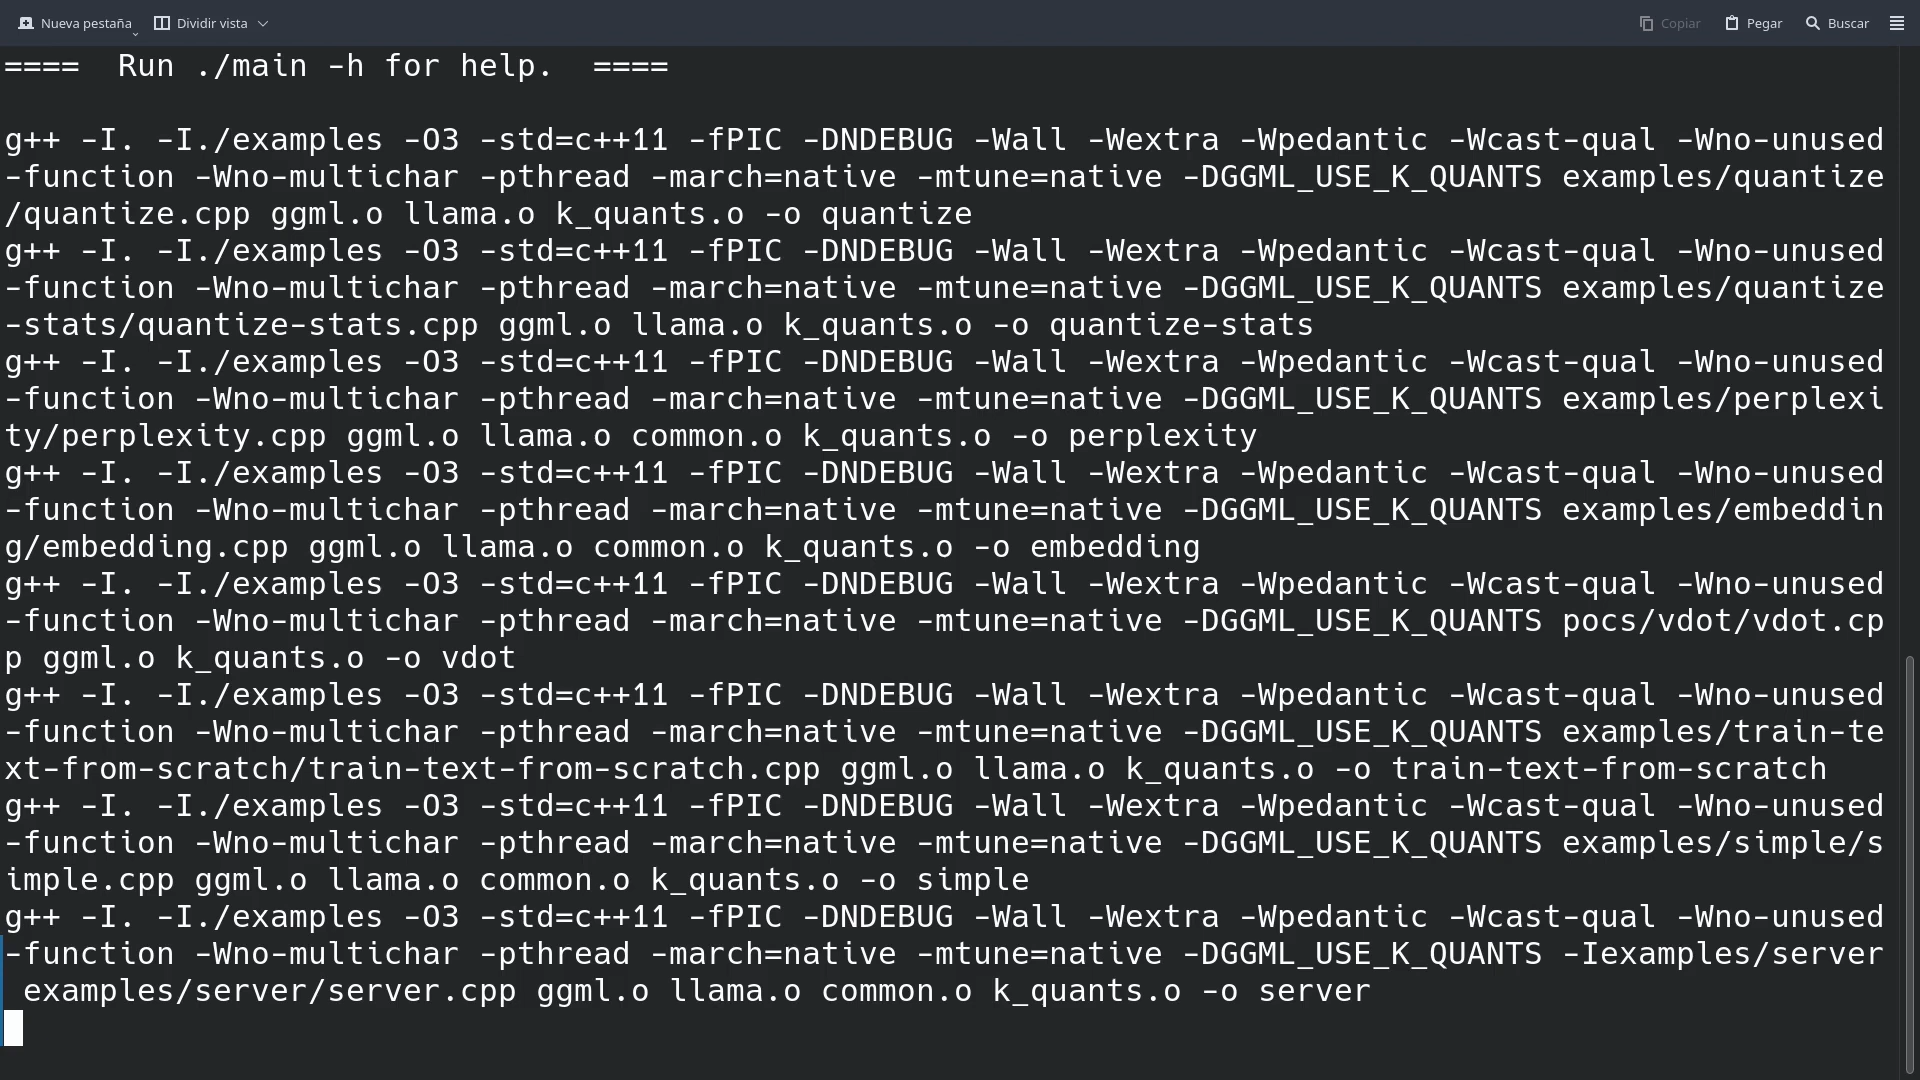 Nueva pestaña Dividir vista Copiar Pegar Buscar
==== Run ./main -h for help. ====
g++ -I. -I./examples -O3 -std=c++11 -fPIC -DNDEBUG -Wall -Wextra -Wpedantic -Wcast-qual -Wno-unused
-function -Wno-multichar -pthread -march=native -mtune=native -DGGML_USE_K_QUANTS examples/quantize
/quantize.cpp ggml.o llama.o k_quants.o -o quantize
g++ -I. -I./examples -O3 -std=c++11 -fPIC -DNDEBUG -Wall -Wextra -Wpedantic -Wcast-qual -Wno-unused
-function -Wno-multichar -pthread -march=native -mtune=native -DGGML_USE_K_QUANTS examples/quantize
-stats/quantize-stats.cpp ggml.o llama.o k_quants.o -o quantize-stats
g++ -I. -I./examples -O3 -std=c++11 -fPIC -DNDEBUG -Wall -Wextra -Wpedantic -Wcast-qual -Wno-unused
-function -Wno-multichar -pthread -march=native -mtune=native -DGGML_USE_K_QUANTS examples/perplexi
ty/perplexity.cpp ggml.o llama.o common.o k_quants.o -o perplexity
g++ -I. -I./examples -O3 -std=c++11 -fPIC -DNDEBUG -Wall -Wextra -Wpedantic -Wcast-qual -Wno-unused
-function -Wno-multichar -pthread -march=native -mtune=native -DGGML_USE_K_QUANTS examples/embeddin
g/embedding.cpp ggml.o llama.o common.o k_quants.o -o embedding
g++ -I. -I./examples -O3 -std=c++11 -fPIC -DNDEBUG -Wall -Wextra -Wpedantic -Wcast-qual -Wno-unused
-function -Wno-multichar -pthread -march=native -mtune=native -DGGML_USE_K_QUANTS pocs/vdot/vdot.cp
p ggml.o k_quants.o -o vdot
g++ -I. -I./examples -O3 -std=c++11 -fPIC -DNDEBUG -Wall -Wextra -Wpedantic -Wcast-qual -Wno-unused
-function -Wno-multichar -pthread -march=native -mtune=native -DGGML_USE_K_QUANTS examples/train-te
xt-from-scratch/train-text-from-scratch.cpp ggml.o llama.o k_quants.o -o train-text-from-scratch
g++ -I. -I./examples -O3 -std=c++11 -fPIC -DNDEBUG -Wall -Wextra -Wpedantic -Wcast-qual -Wno-unused
-function -Wno-multichar -pthread -march=native -mtune=native -DGGML_USE_K_QUANTS examples/simple/s
imple.cpp ggml.o llama.o common.o k_quants.o -o simple
g++ -I. -I./examples -O3 -std=c++11 -fPIC -DNDEBUG -Wall -Wextra -Wpedantic -Wcast-qual -Wno-unused
-function -Wno-multichar -pthread -march=native -mtune=native -DGGML_USE_K_QUANTS -Iexamples/server
 examples/server/server.cpp ggml.o llama.o common.o k_quants.o -o server